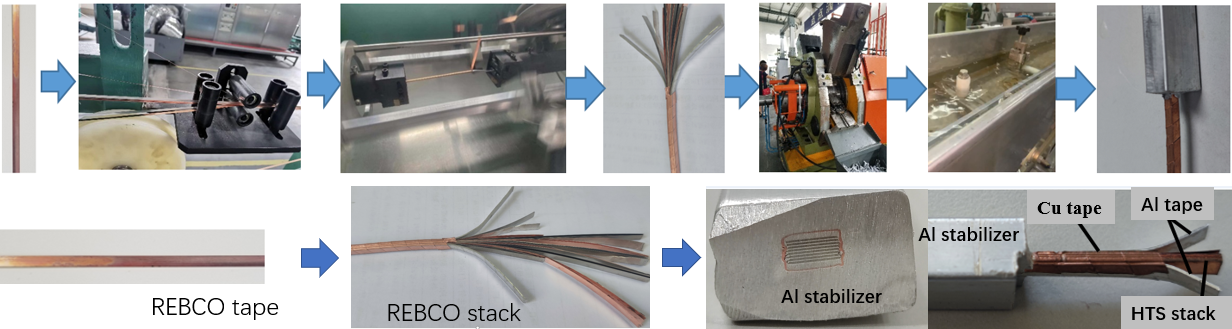 REBCO tape
REBCO stack
Al stabilizer
Al stabilizer
Cu tape
Al tape
HTS stack